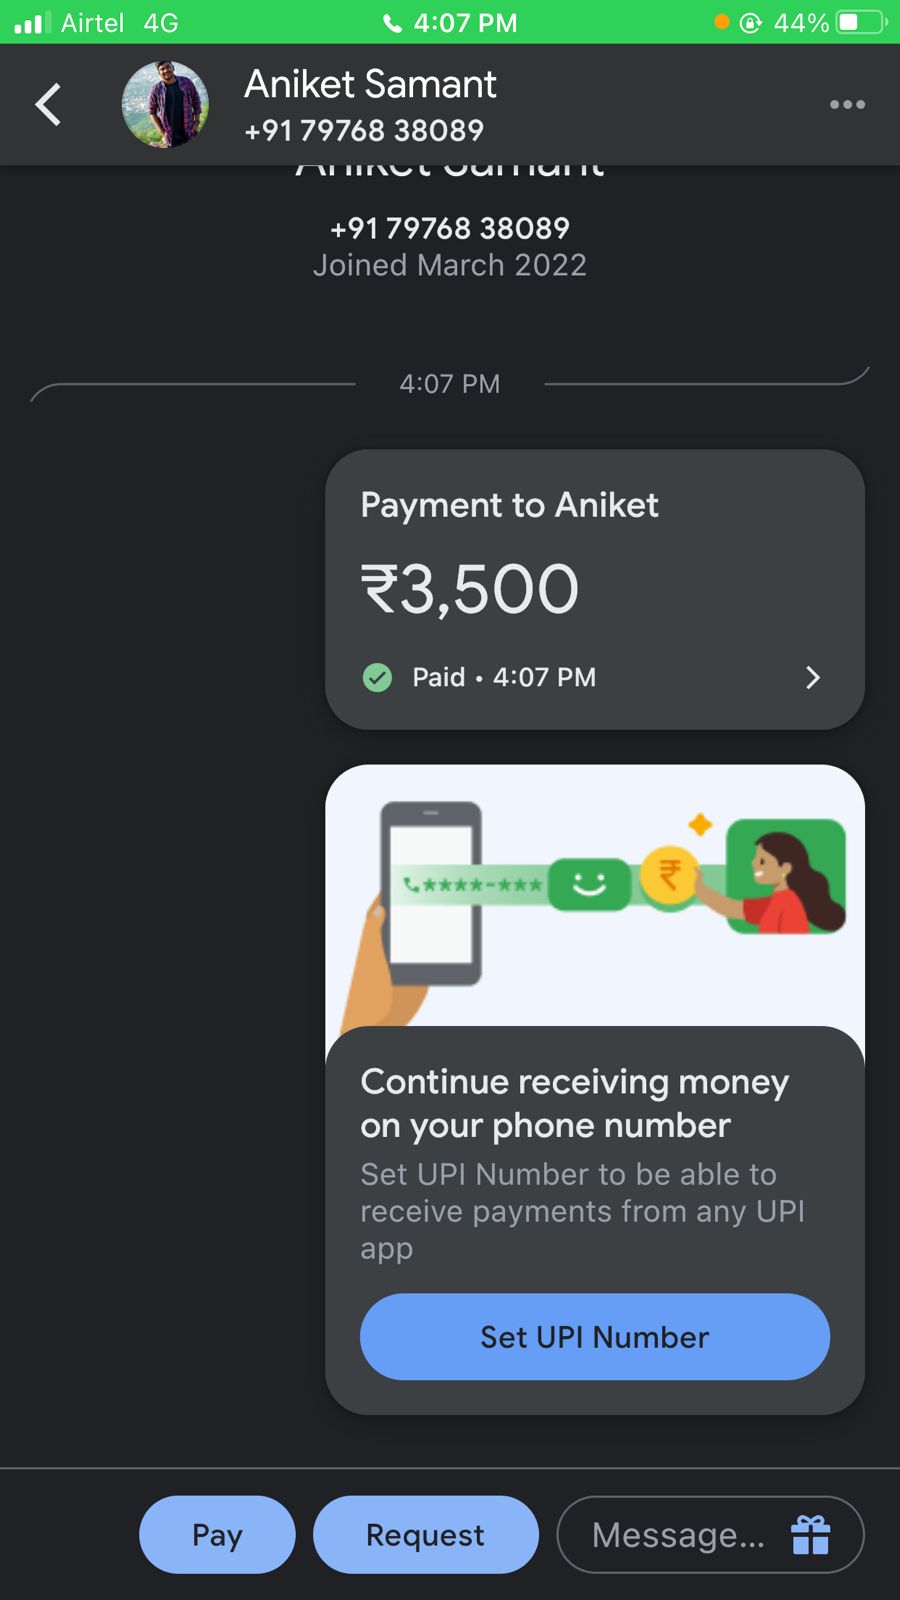 Airtel 4G 4:07 PM 44%
Aniket Samant
+91 79768 38089
Aniket Samant
+91 79768 38089
Joined March 2022
4:07 PM
Payment to Aniket
₹3,500
Paid • 4:07 PM
****-***
₹
Continue receiving money
on your phone number
Set UPI Number to be able to
receive payments from any UPI
app
Set UPI Number
Pay Request Message...